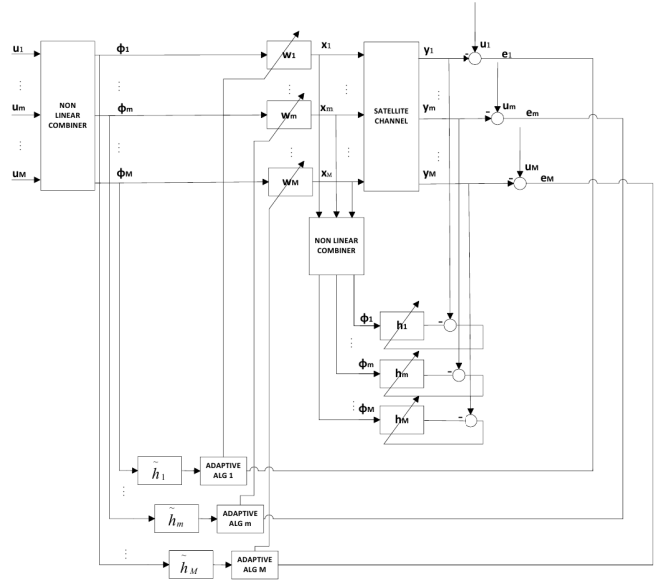 u1 ϕ1 w1 x1 y1 u1 e1
⋮ ⋮ ⋮ ⋮ ⋮
um NON LINEAR COMBINER ϕm wm xm SATELLITE CHANNEL ym um em
⋮ ⋮ ⋮ ⋮ ⋮
uM ϕM wM xM yM uM eM
NON LINEAR
COMBINER
ϕ1 h1 -
⋮
ϕm hm -
⋮
ϕM hM -
h̃1 ADAPTIVE
ALG 1
⋮
h̃m ADAPTIVE
ALG m
⋮
h̃M ADAPTIVE
ALG M